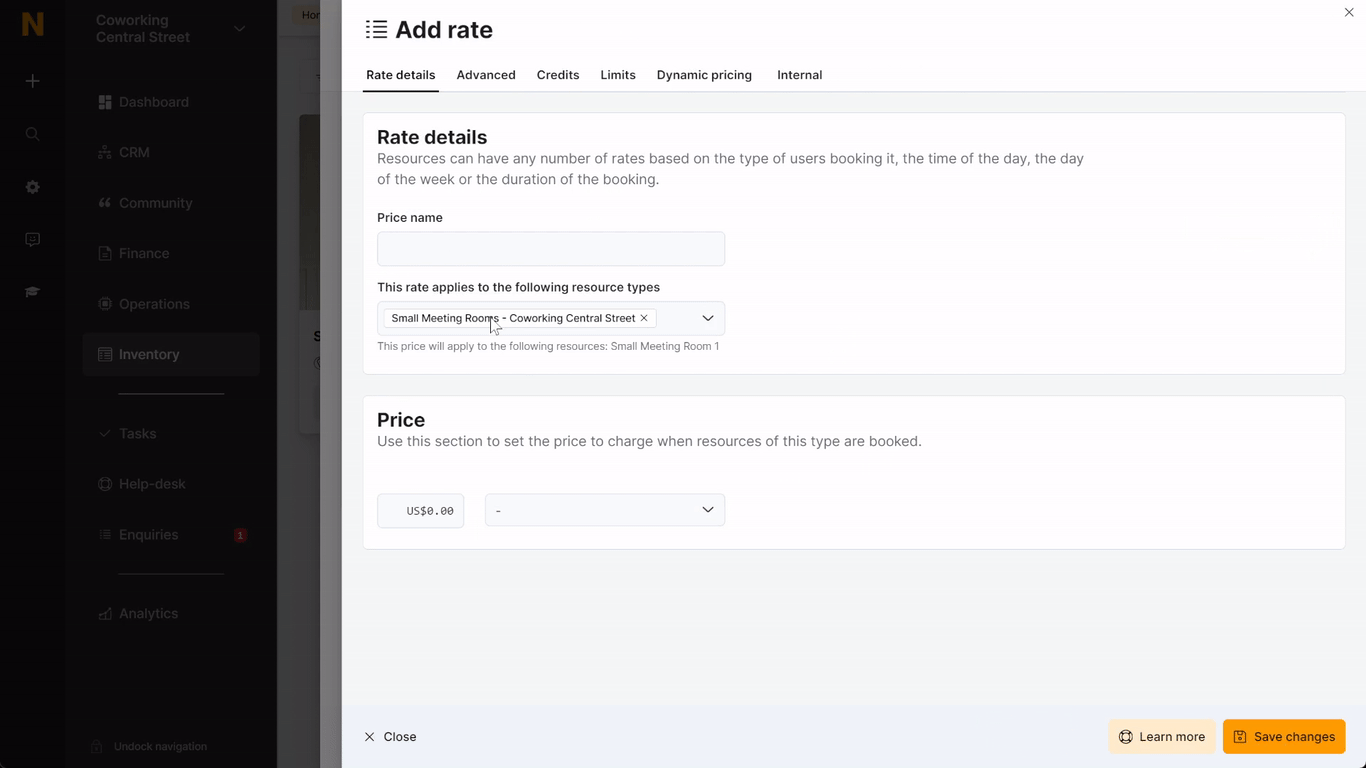 N
Coworking
Central Street
Dashboard
CRM
Community
Finance
Operations
Inventory
Tasks
Help-desk
Enquiries
1
Analytics
Undock navigation
Add rate
Rate details
Advanced
Credits
Limits
Dynamic pricing
Internal
Rate details
Resources can have any number of rates based on the type of users booking it, the time of the day, the day
of the week or the duration of the booking.
Price name
This rate applies to the following resource types
Small Meeting Rooms - Coworking Central Street
This price will apply to the following resources: Small Meeting Room 1
Price
Use this section to set the price to charge when resources of this type are booked.
US$0.00
-
Close
Learn more
Save changes